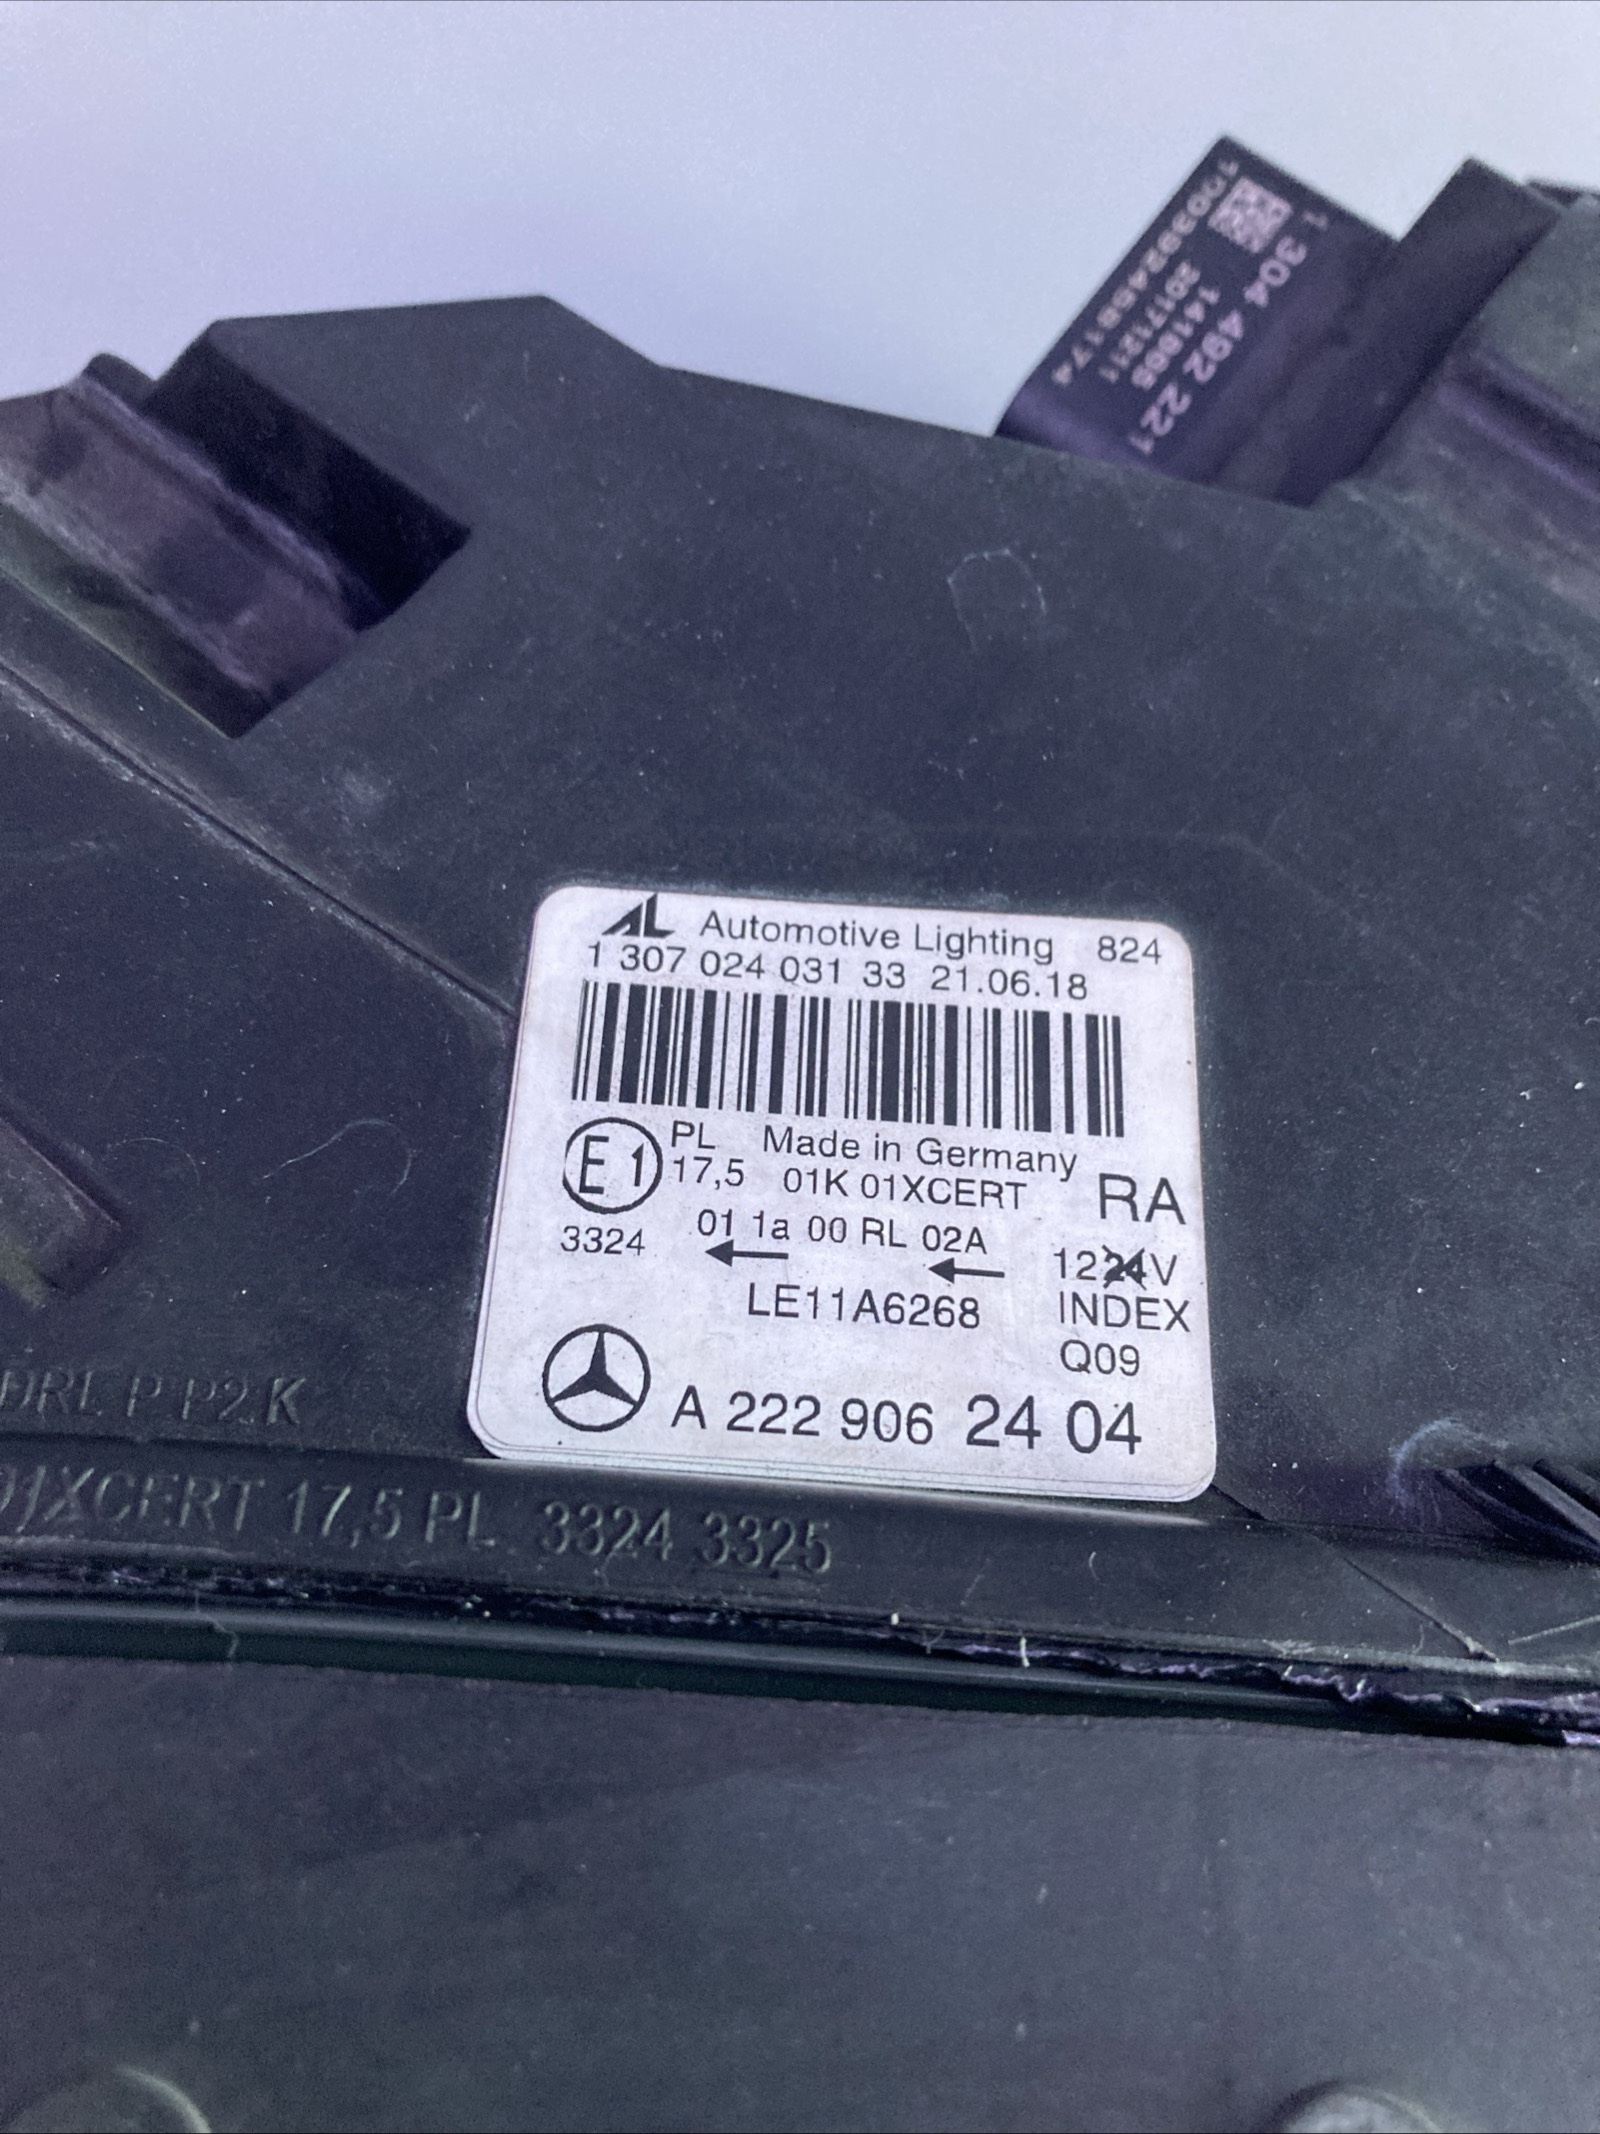 1 304 492 221
1411005
20171211
AL Automotive Lighting 824
1 307 024 031 33 21.06.18
E1 PL Made in Germany
17,5 01K 01XCERT RA
3324 01 1a 00 RL 02A 1224V
LE11A6268 INDEX
Q09
A 222 906 24 04
DRL P P2 K
01XCERT 17,5 PL 3324 3325